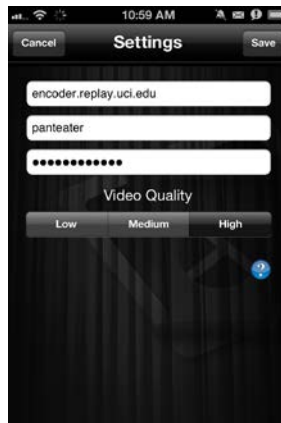 10:59 AM
Cancel Settings Save
encoder.replay.uci.edu
panteater
●●●●●●●●●●●●
Video Quality
Low Medium High
?